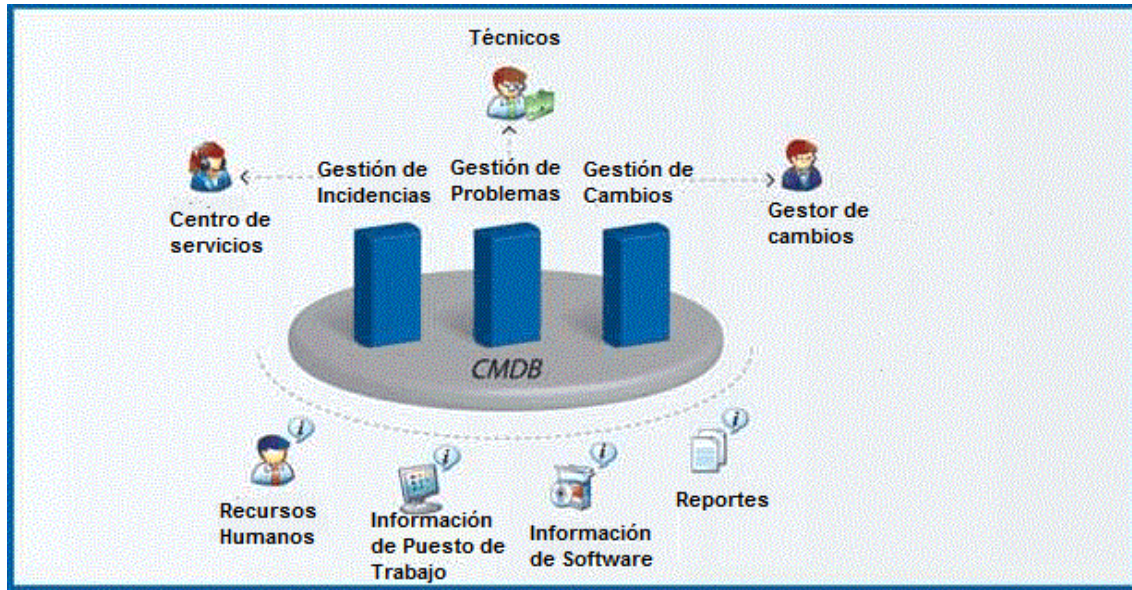 Técnicos
Gestión de
Incidencias
Gestión de
Problemas
Gestión de
Cambios
Centro de
servicios
Gestor de
cambios
CMDB
Recursos
Humanos
Información
de Puesto de
Trabajo
Información
de Software
Reportes
i
i
i
i